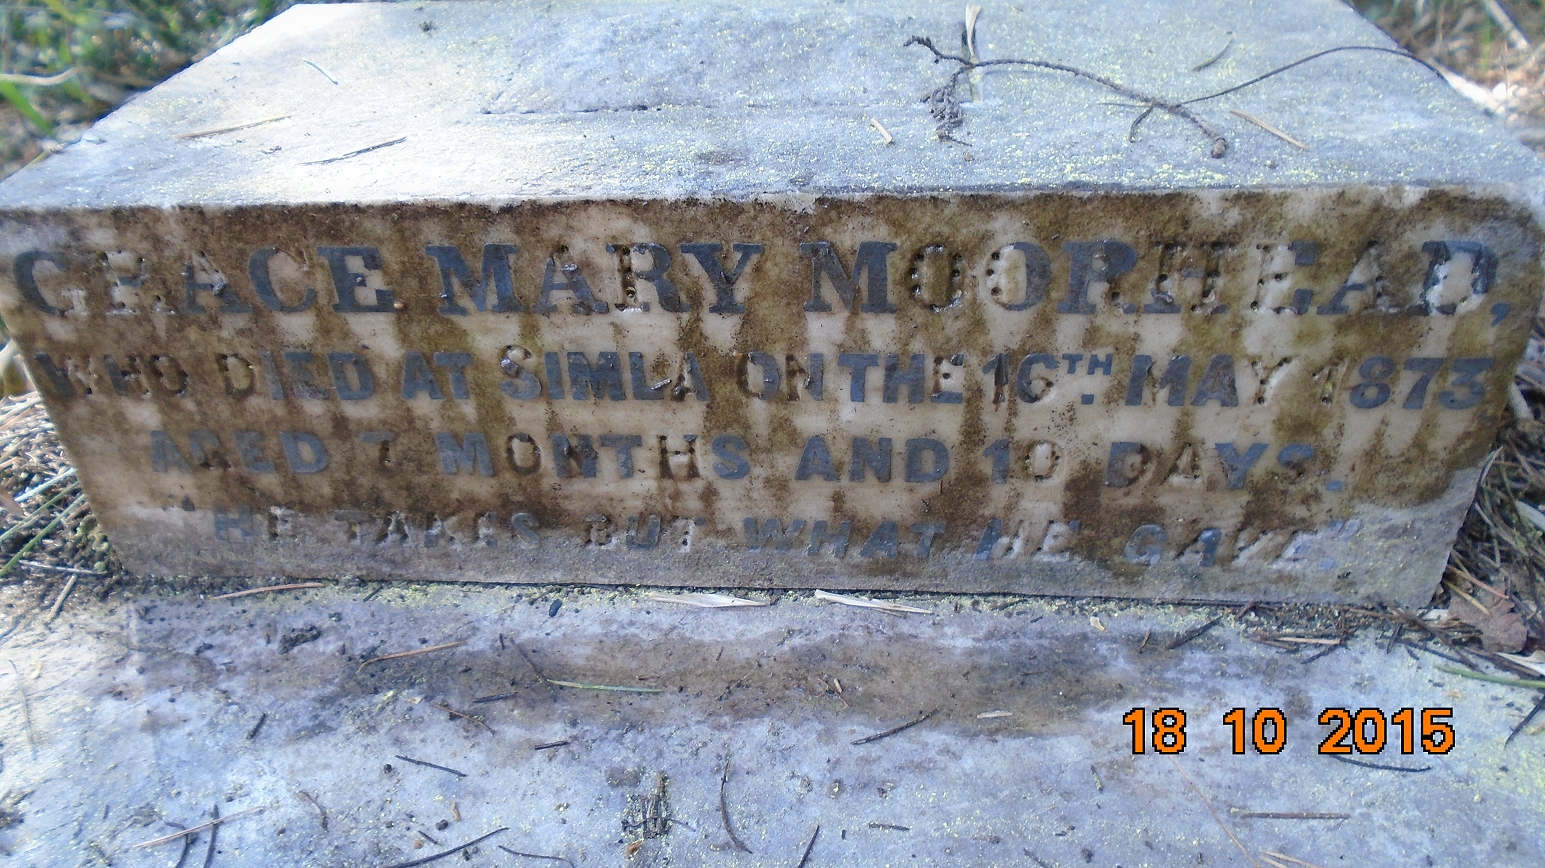 GRACE MARY MOORHEAD,
WHO DIED AT SIMLA ON THE 16TH. MAY 1873
AGED 7 MONTHS AND 10 DAYS.
"HE TAKES BUT WHAT HE GAVE"
18 10 2015